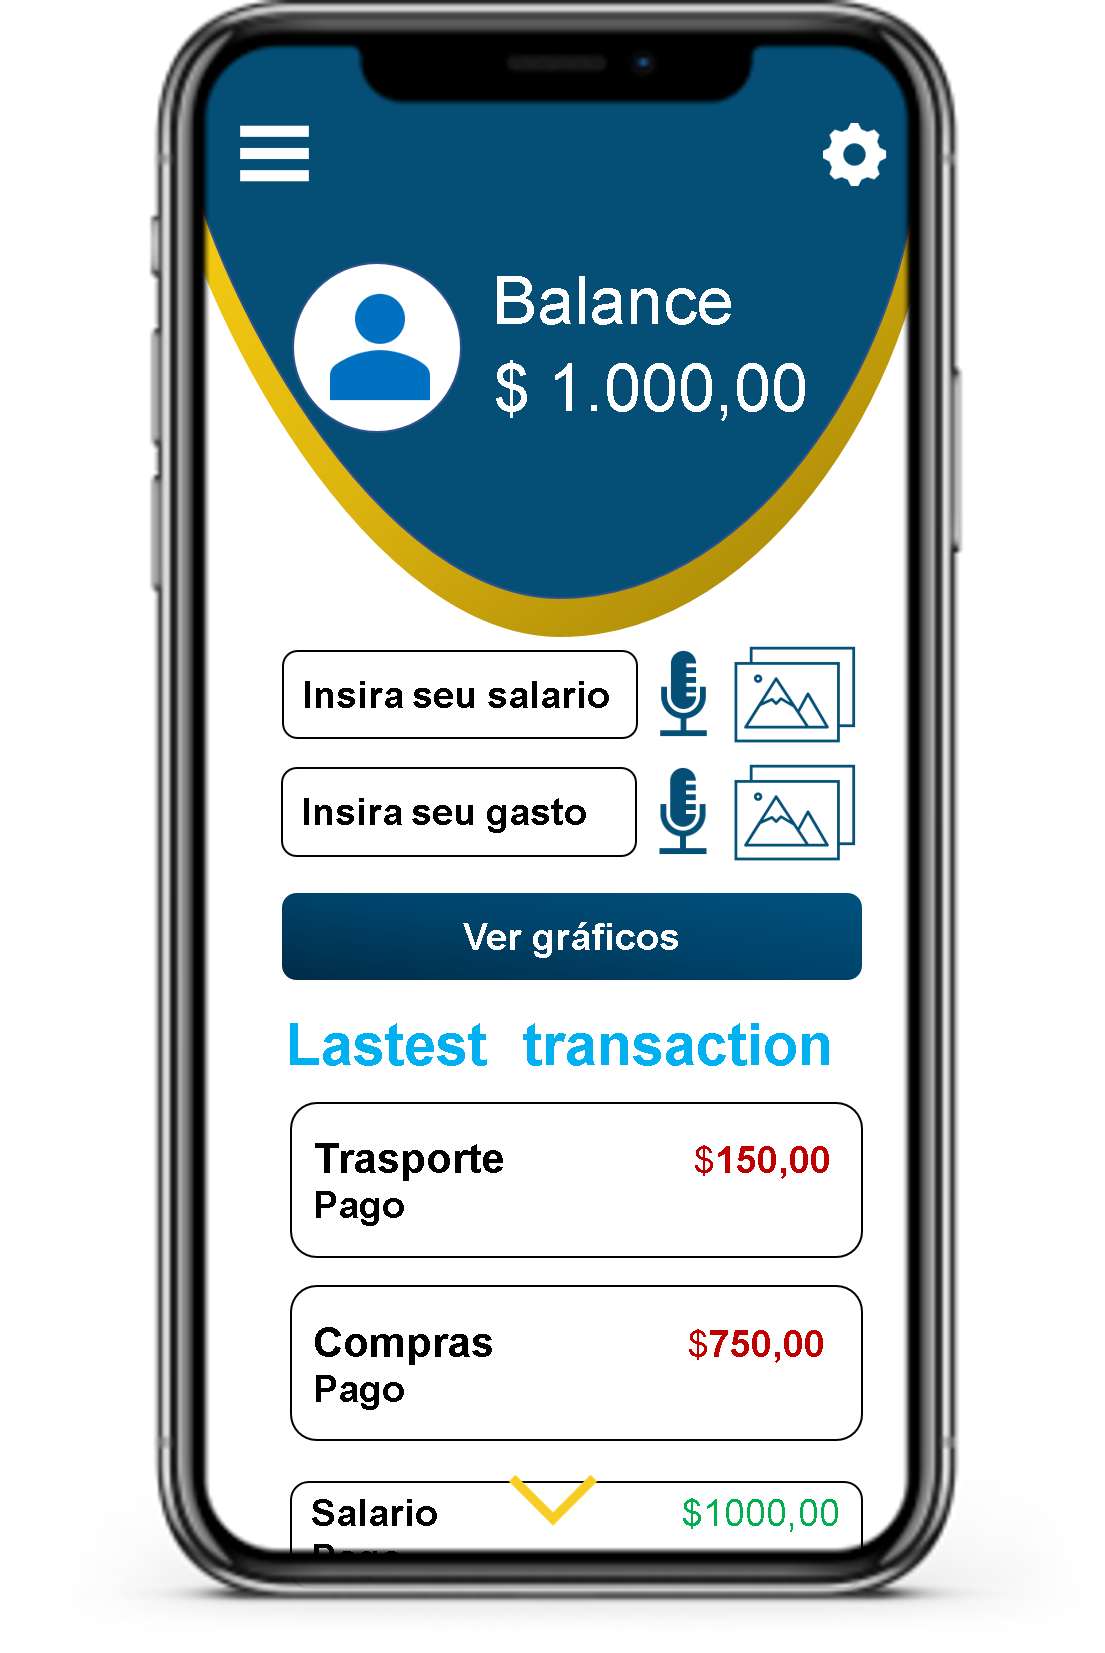 Balance
$ 1.000,00
Insira seu salario
Insira seu gasto
Ver gráficos
Lastest transaction
Trasporte $150,00
Pago
Compras $750,00
Pago
Salario $1000,00